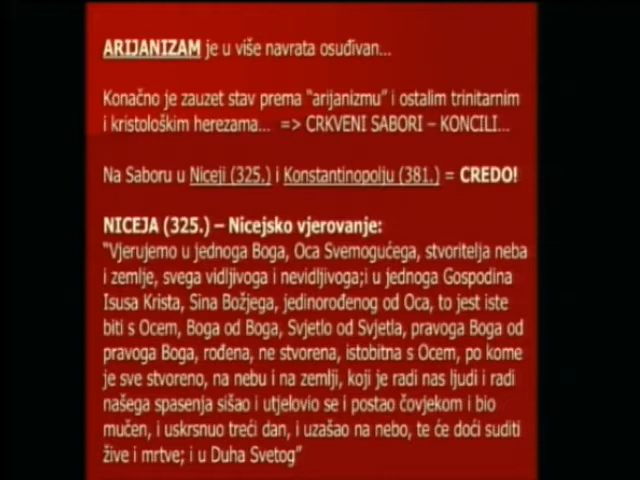 ARIJANIZAM je u više navrata osuđivan...
Konačno je zauzet stav prema "arijanizmu" i ostalim trinitarnim
i kristološkim herezama... => CRKVENI SABORI – KONCILI...
Na Saboru u Niceji (325.) i Konstantinopolju (381.) = CREDO!
NICEJA (325.) – Nicejsko vjerovanje:
"Vjerujemo u jednoga Boga, Oca Svemogućega, stvoritelja neba
i zemlje, svega vidljivoga i nevidljivoga;i u jednoga Gospodina
Isusa Krista, Sina Božjega, jedinorođenog od Oca, to jest iste
biti s Ocem, Boga od Boga, Svjetlo od Svjetla, pravoga Boga od
pravoga Boga, rođena, ne stvorena, istobitna s Ocem, po kome
je sve stvoreno, na nebu i na zemlji, koji je radi nas ljudi i radi
našega spasenja sišao i utjelovio se i postao čovjekom i bio
mučen, i uskrsnuo treći dan, i uzašao na nebo, te će doći suditi
žive i mrtve; i u Duha Svetog"